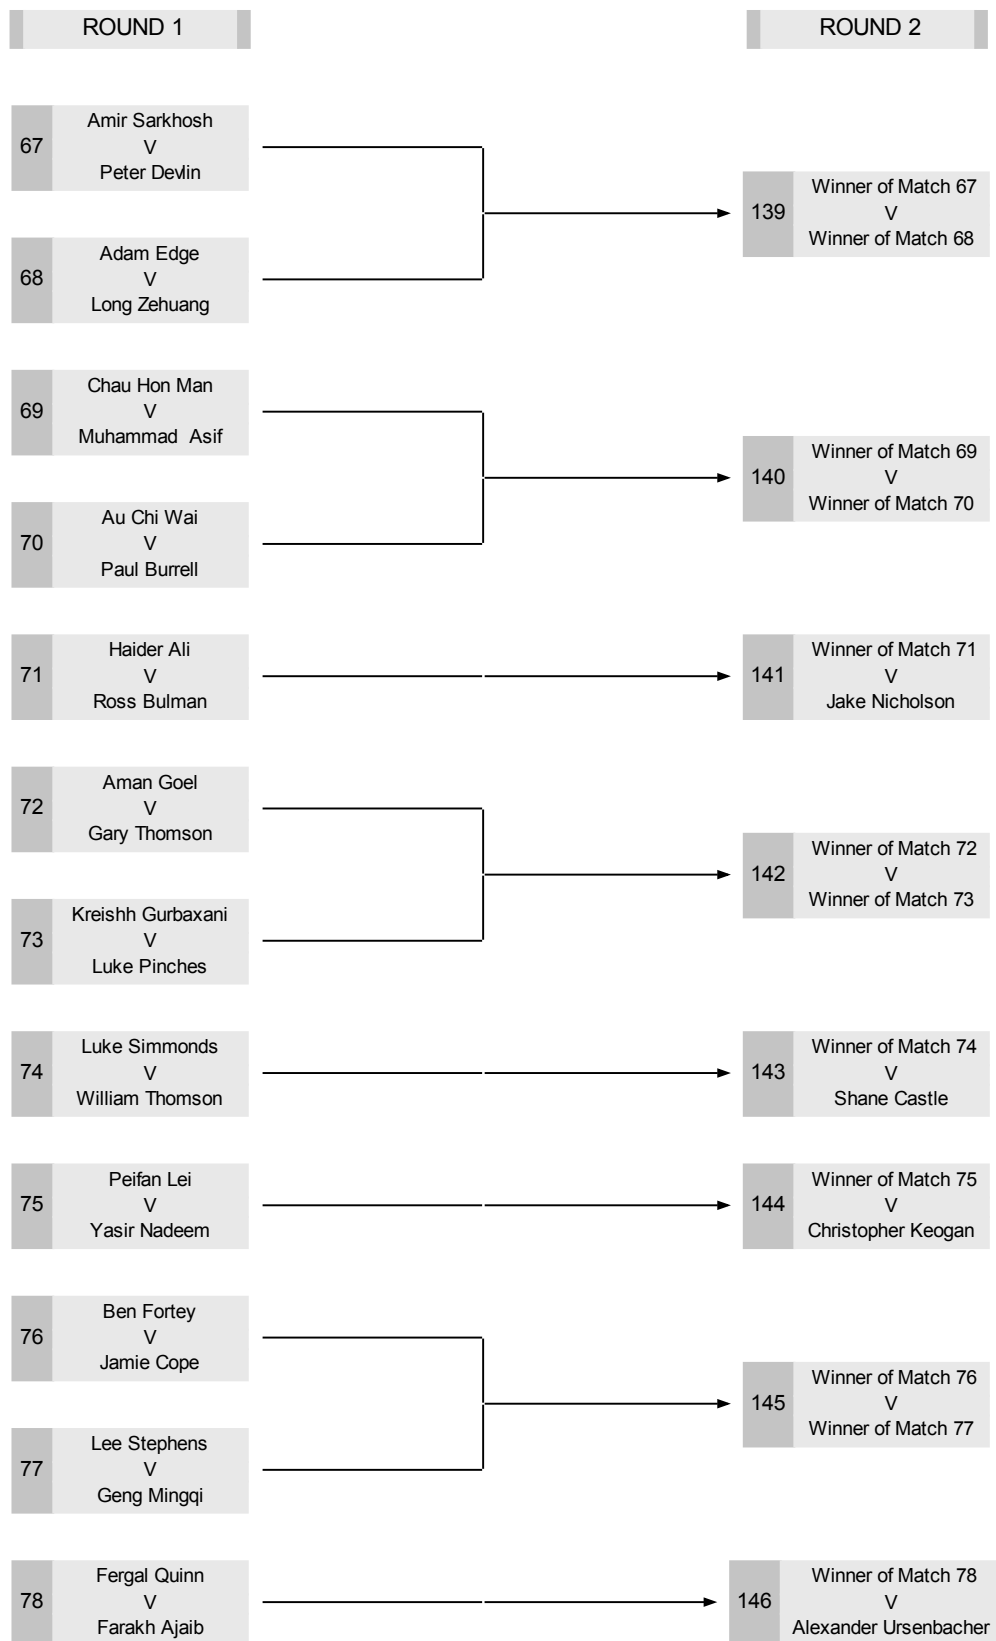 ROUND 1
ROUND 2
67
Amir Sarkhosh
V
Peter Devlin
68
Adam Edge
V
Long Zehuang
139
Winner of Match 67
V
Winner of Match 68
69
Chau Hon Man
V
Muhammad Asif
70
Au Chi Wai
V
Paul Burrell
140
Winner of Match 69
V
Winner of Match 70
71
Haider Ali
V
Ross Bulman
141
Winner of Match 71
V
Jake Nicholson
72
Aman Goel
V
Gary Thomson
73
Kreishh Gurbaxani
V
Luke Pinches
142
Winner of Match 72
V
Winner of Match 73
74
Luke Simmonds
V
William Thomson
143
Winner of Match 74
V
Shane Castle
75
Peifan Lei
V
Yasir Nadeem
144
Winner of Match 75
V
Christopher Keogan
76
Ben Fortey
V
Jamie Cope
77
Lee Stephens
V
Geng Mingqi
145
Winner of Match 76
V
Winner of Match 77
78
Fergal Quinn
V
Farakh Ajaib
146
Winner of Match 78
V
Alexander Ursenbacher